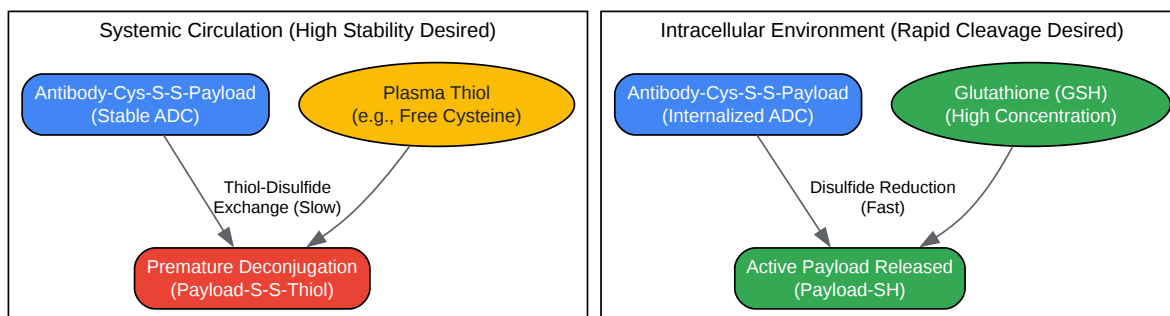 Systemic Circulation (High Stability Desired)
Antibody-Cys-S-S-Payload
(Stable ADC)
Plasma Thiol
(e.g., Free Cysteine)
Thiol-Disulfide
Exchange (Slow)
Premature Deconjugation
(Payload-S-S-Thiol)
Intracellular Environment (Rapid Cleavage Desired)
Antibody-Cys-S-S-Payload
(Internalized ADC)
Glutathione (GSH)
(High Concentration)
Disulfide Reduction
(Fast)
Active Payload Released
(Payload-SH)